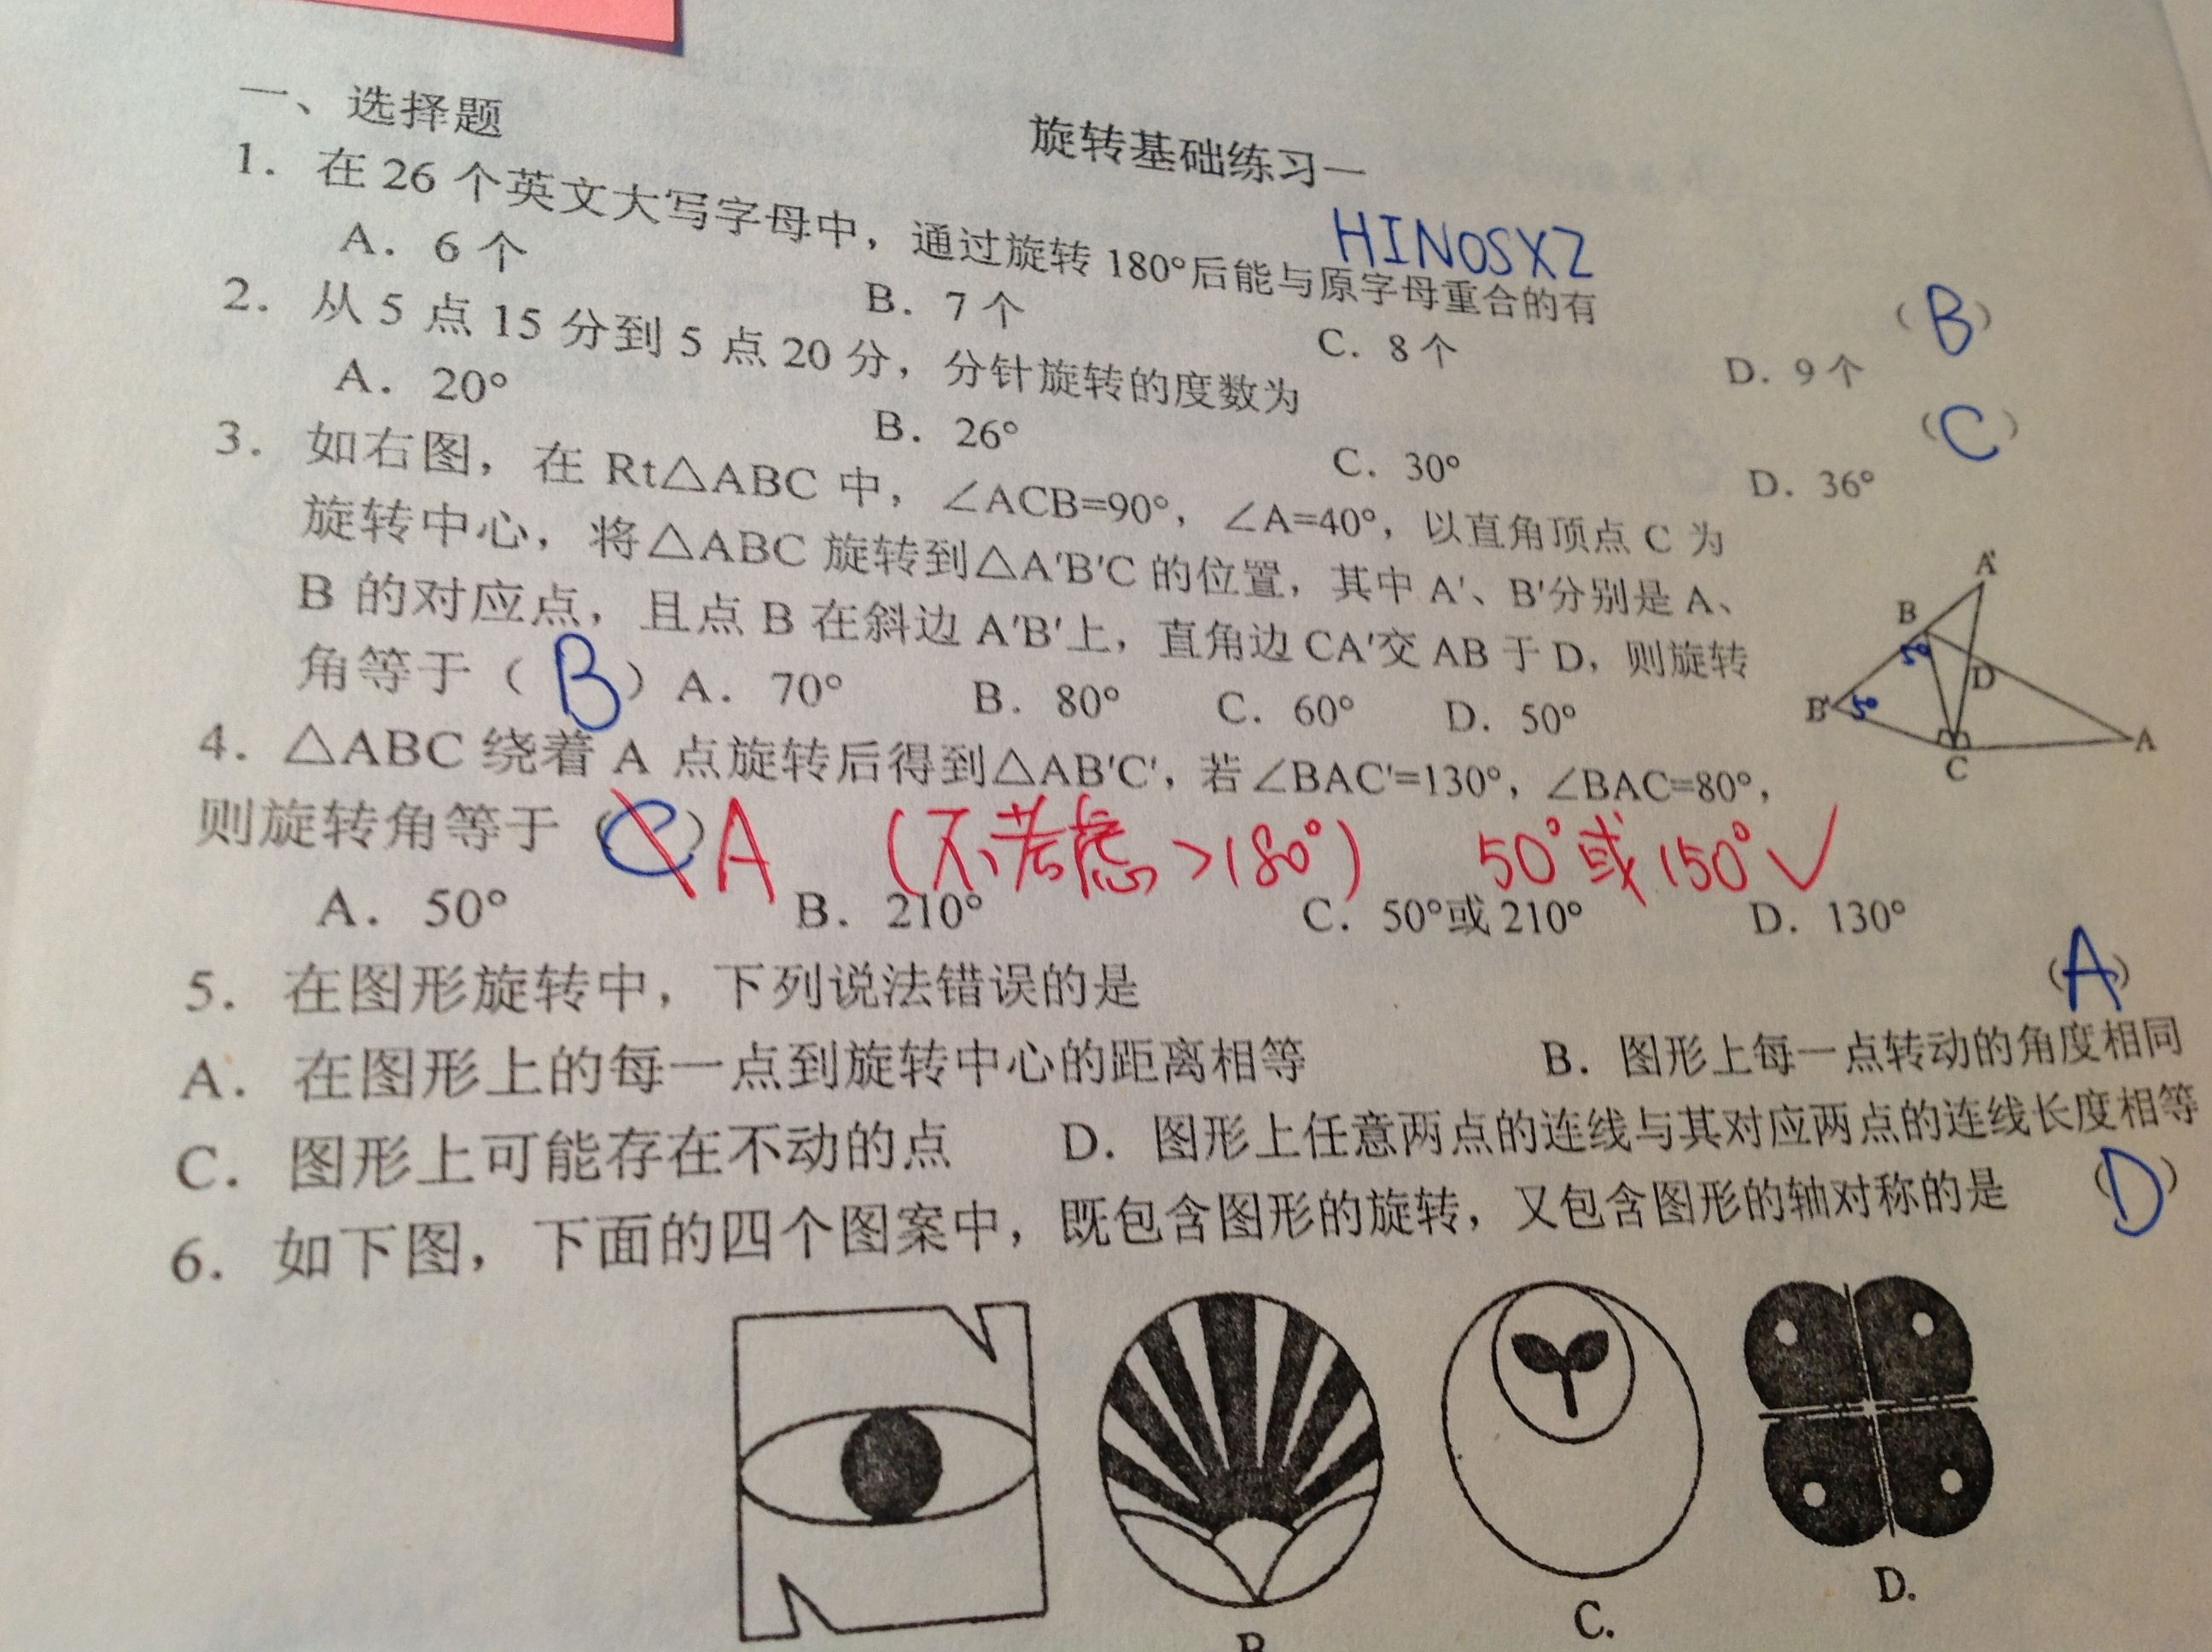 一、选择题
旋转基础练习一
1. 在 26 个英文大写字母中，通过旋转 180°后能与原字母重合的有 (B)
HINOSXZ
A. 6 个 B. 7 个 C. 8 个 D. 9 个
2. 从 5 点 15 分到 5 点 20 分，分针旋转的度数为 (C)
A. 20° B. 26° C. 30° D. 36°
3. 如右图，在 Rt△ABC 中，∠ACB=90°，∠A=40°，以直角顶点 C 为
旋转中心，将△ABC 旋转到△A'B'C 的位置，其中 A'、B'分别是 A、
B 的对应点，且点 B 在斜边 A'B'上，直角边 CA'交 AB 于 D，则旋转
角等于（B）A. 70° B. 80° C. 60° D. 50°
A'
B
50
D
B' 50
A
C
4. △ABC 绕着 A 点旋转后得到△AB'C'，若∠BAC'=130°，∠BAC=80°，
则旋转角等于 (C) A (不考虑>180°) 50°或150°✓
A. 50° B. 210° C. 50°或 210° D. 130°
5. 在图形旋转中，下列说法错误的是 (A)
A. 在图形上的每一点到旋转中心的距离相等 B. 图形上每一点转动的角度相同
C. 图形上可能存在不动的点 D. 图形上任意两点的连线与其对应两点的连线长度相等
6. 如下图，下面的四个图案中，既包含图形的旋转，又包含图形的轴对称的是 (D)
B C. D.